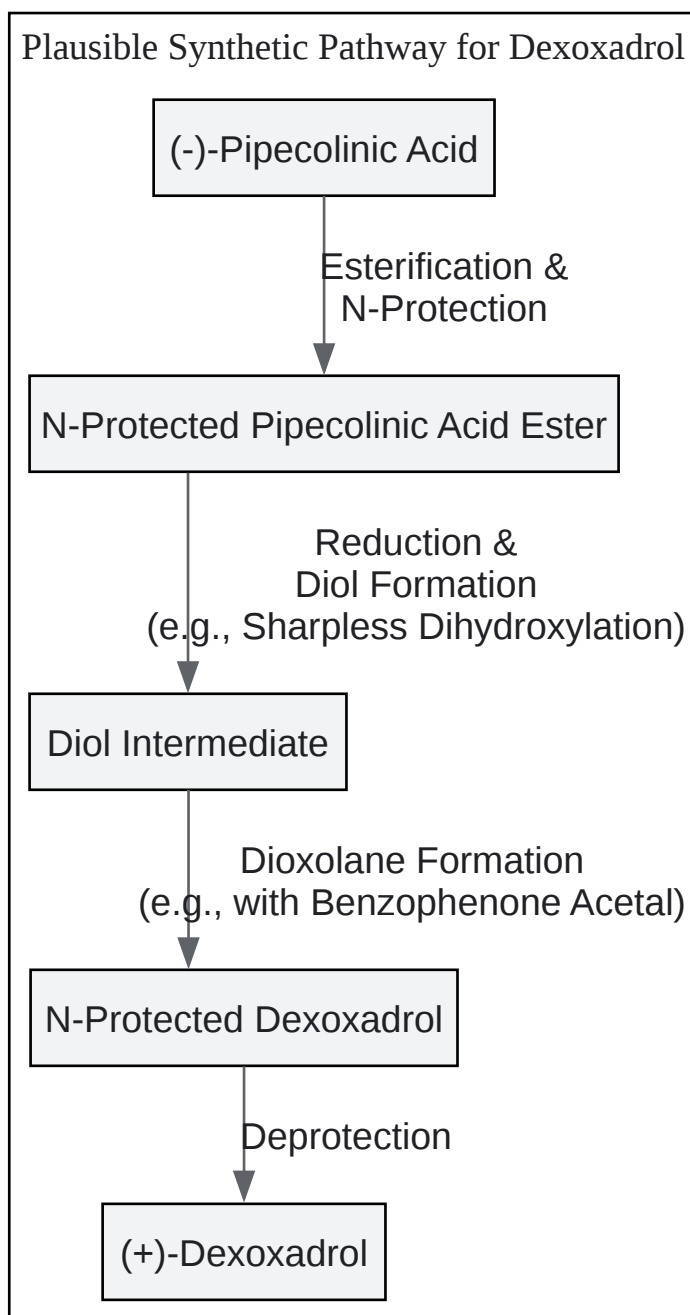 Plausible Synthetic Pathway for Dexoxadrol
(-)-Pipecolinic Acid
Esterification &
N-Protection
N-Protected Pipecolinic Acid Ester
Reduction &
Diol Formation
(e.g., Sharpless Dihydroxylation)
Diol Intermediate
Dioxolane Formation
(e.g., with Benzophenone Acetal)
N-Protected Dexoxadrol
Deprotection
(+)-Dexoxadrol